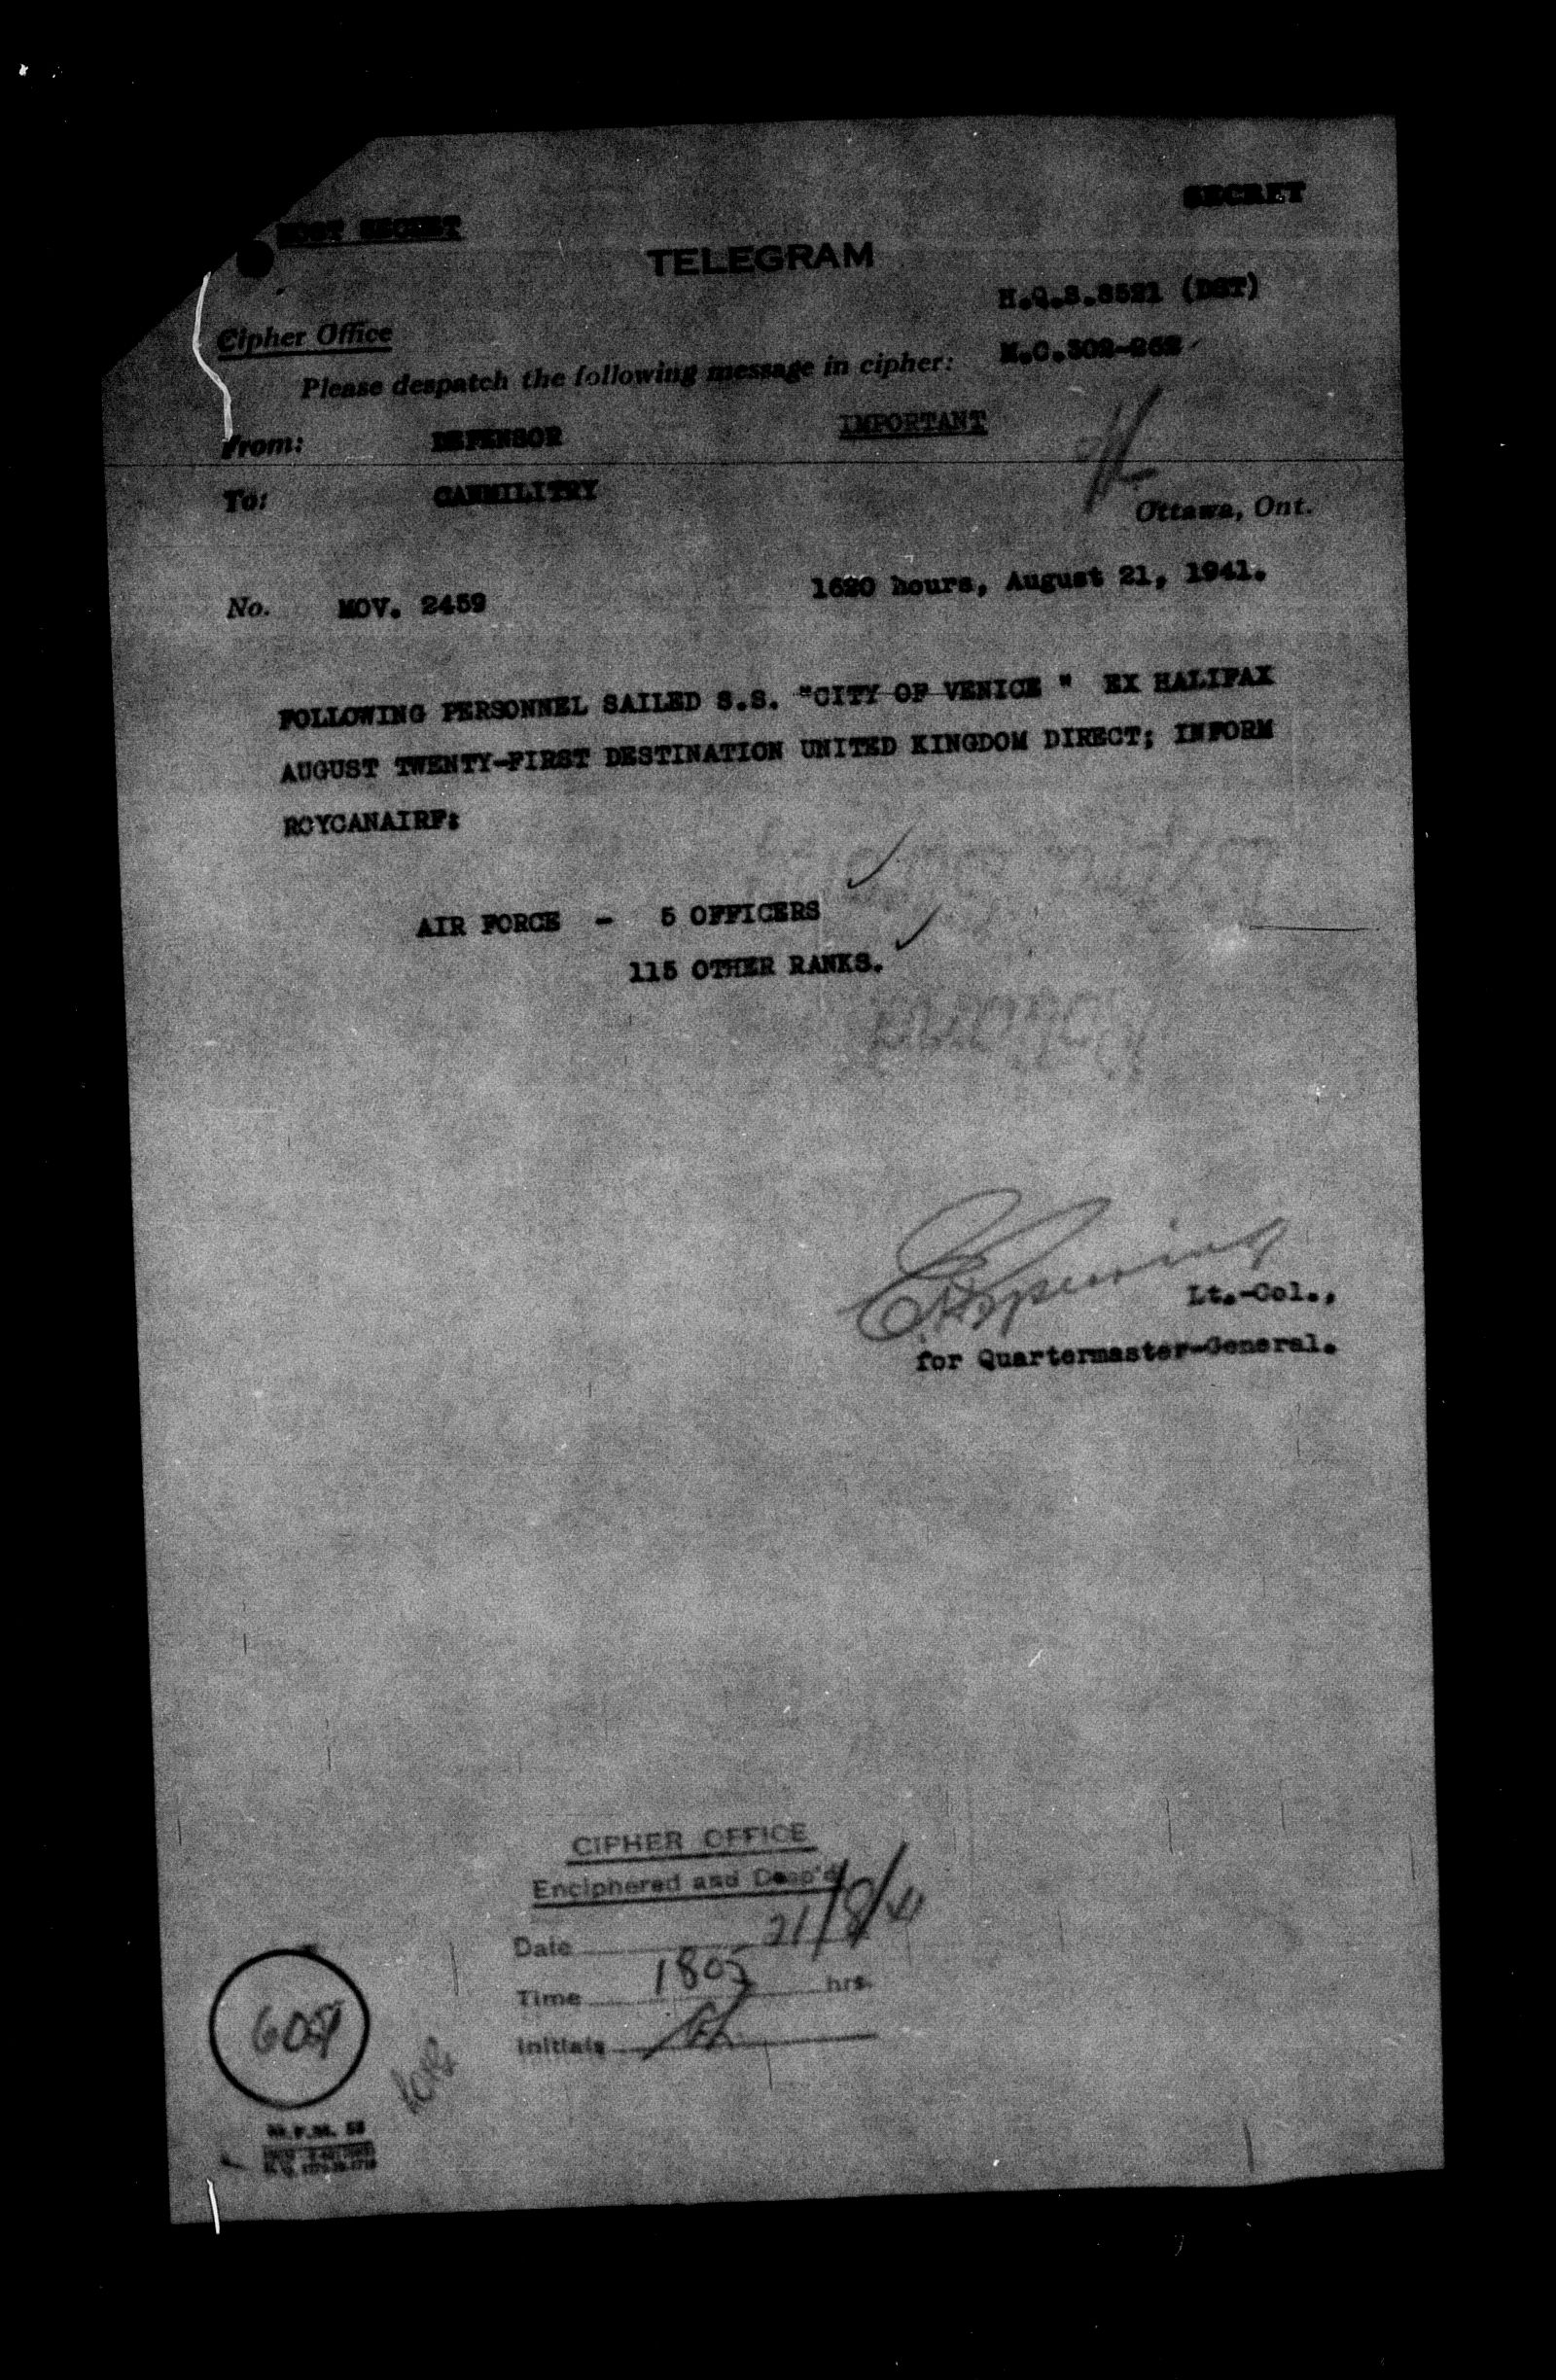 SECRET
MOST SECRET
TELEGRAM
H.Q.S.8521 (DST)
Cipher Office
M.C.302-262
Please despatch the following message in cipher:
From: DEFENSOR IMPORTANT
To: CANMILITRY
Ottawa, Ont.
No. MOV. 2459 1620 hours, August 21, 1941.
FOLLOWING PERSONNEL SAILED S.S. "CITY OF VENICE " EX HALIFAX
AUGUST TWENTY-FIRST DESTINATION UNITED KINGDOM DIRECT; INFORM
ROYCANAIRF:
AIR FORCE - 5 OFFICERS
115 OTHER RANKS.
Lt.-Col.,
for Quartermaster-General.
CIPHER OFFICE
Enciphered and Desp'd
Date 21/8/41
Time 1805 hrs.
Initials
M.F.M. 58